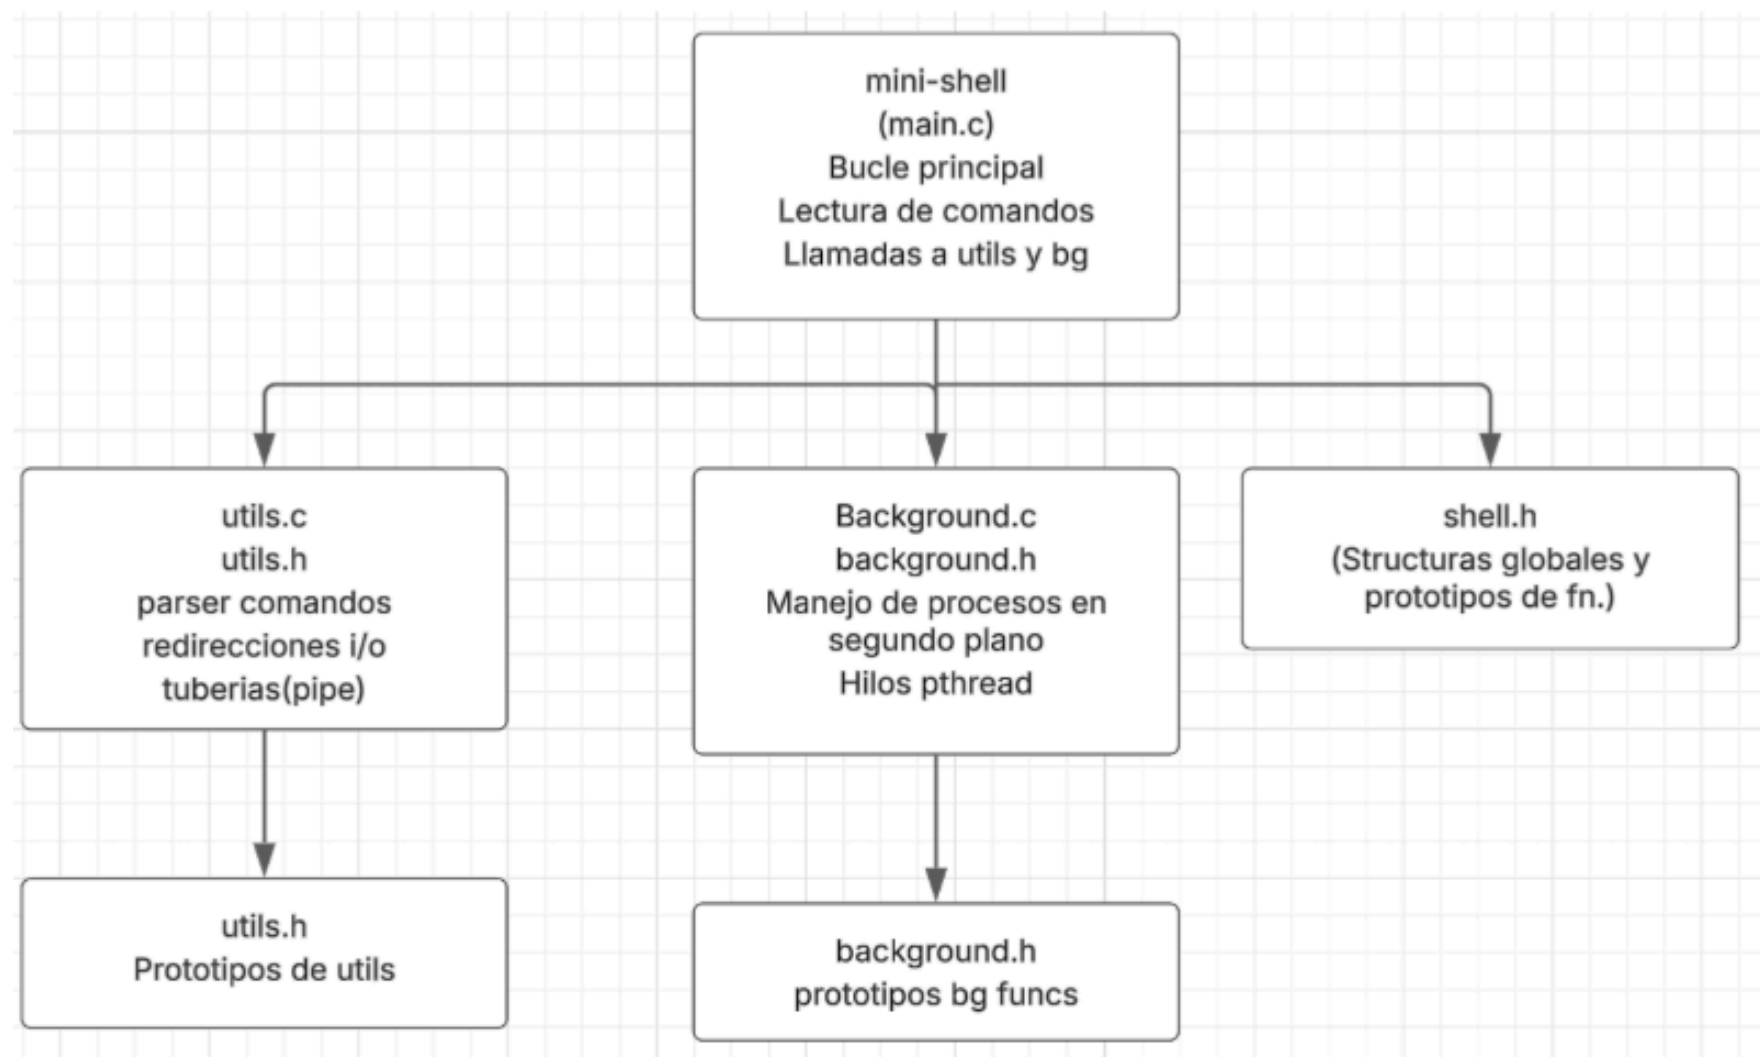 mini-shell
(main.c)
Bucle principal
Lectura de comandos
Llamadas a utils y bg
utils.c
utils.h
parser comandos
redirecciones i/o
tuberias(pipe)
Background.c
background.h
Manejo de procesos en
segundo plano
Hilos pthread
shell.h
(Structuras globales y
prototipos de fn.)
utils.h
Prototipos de utils
background.h
prototipos bg funcs